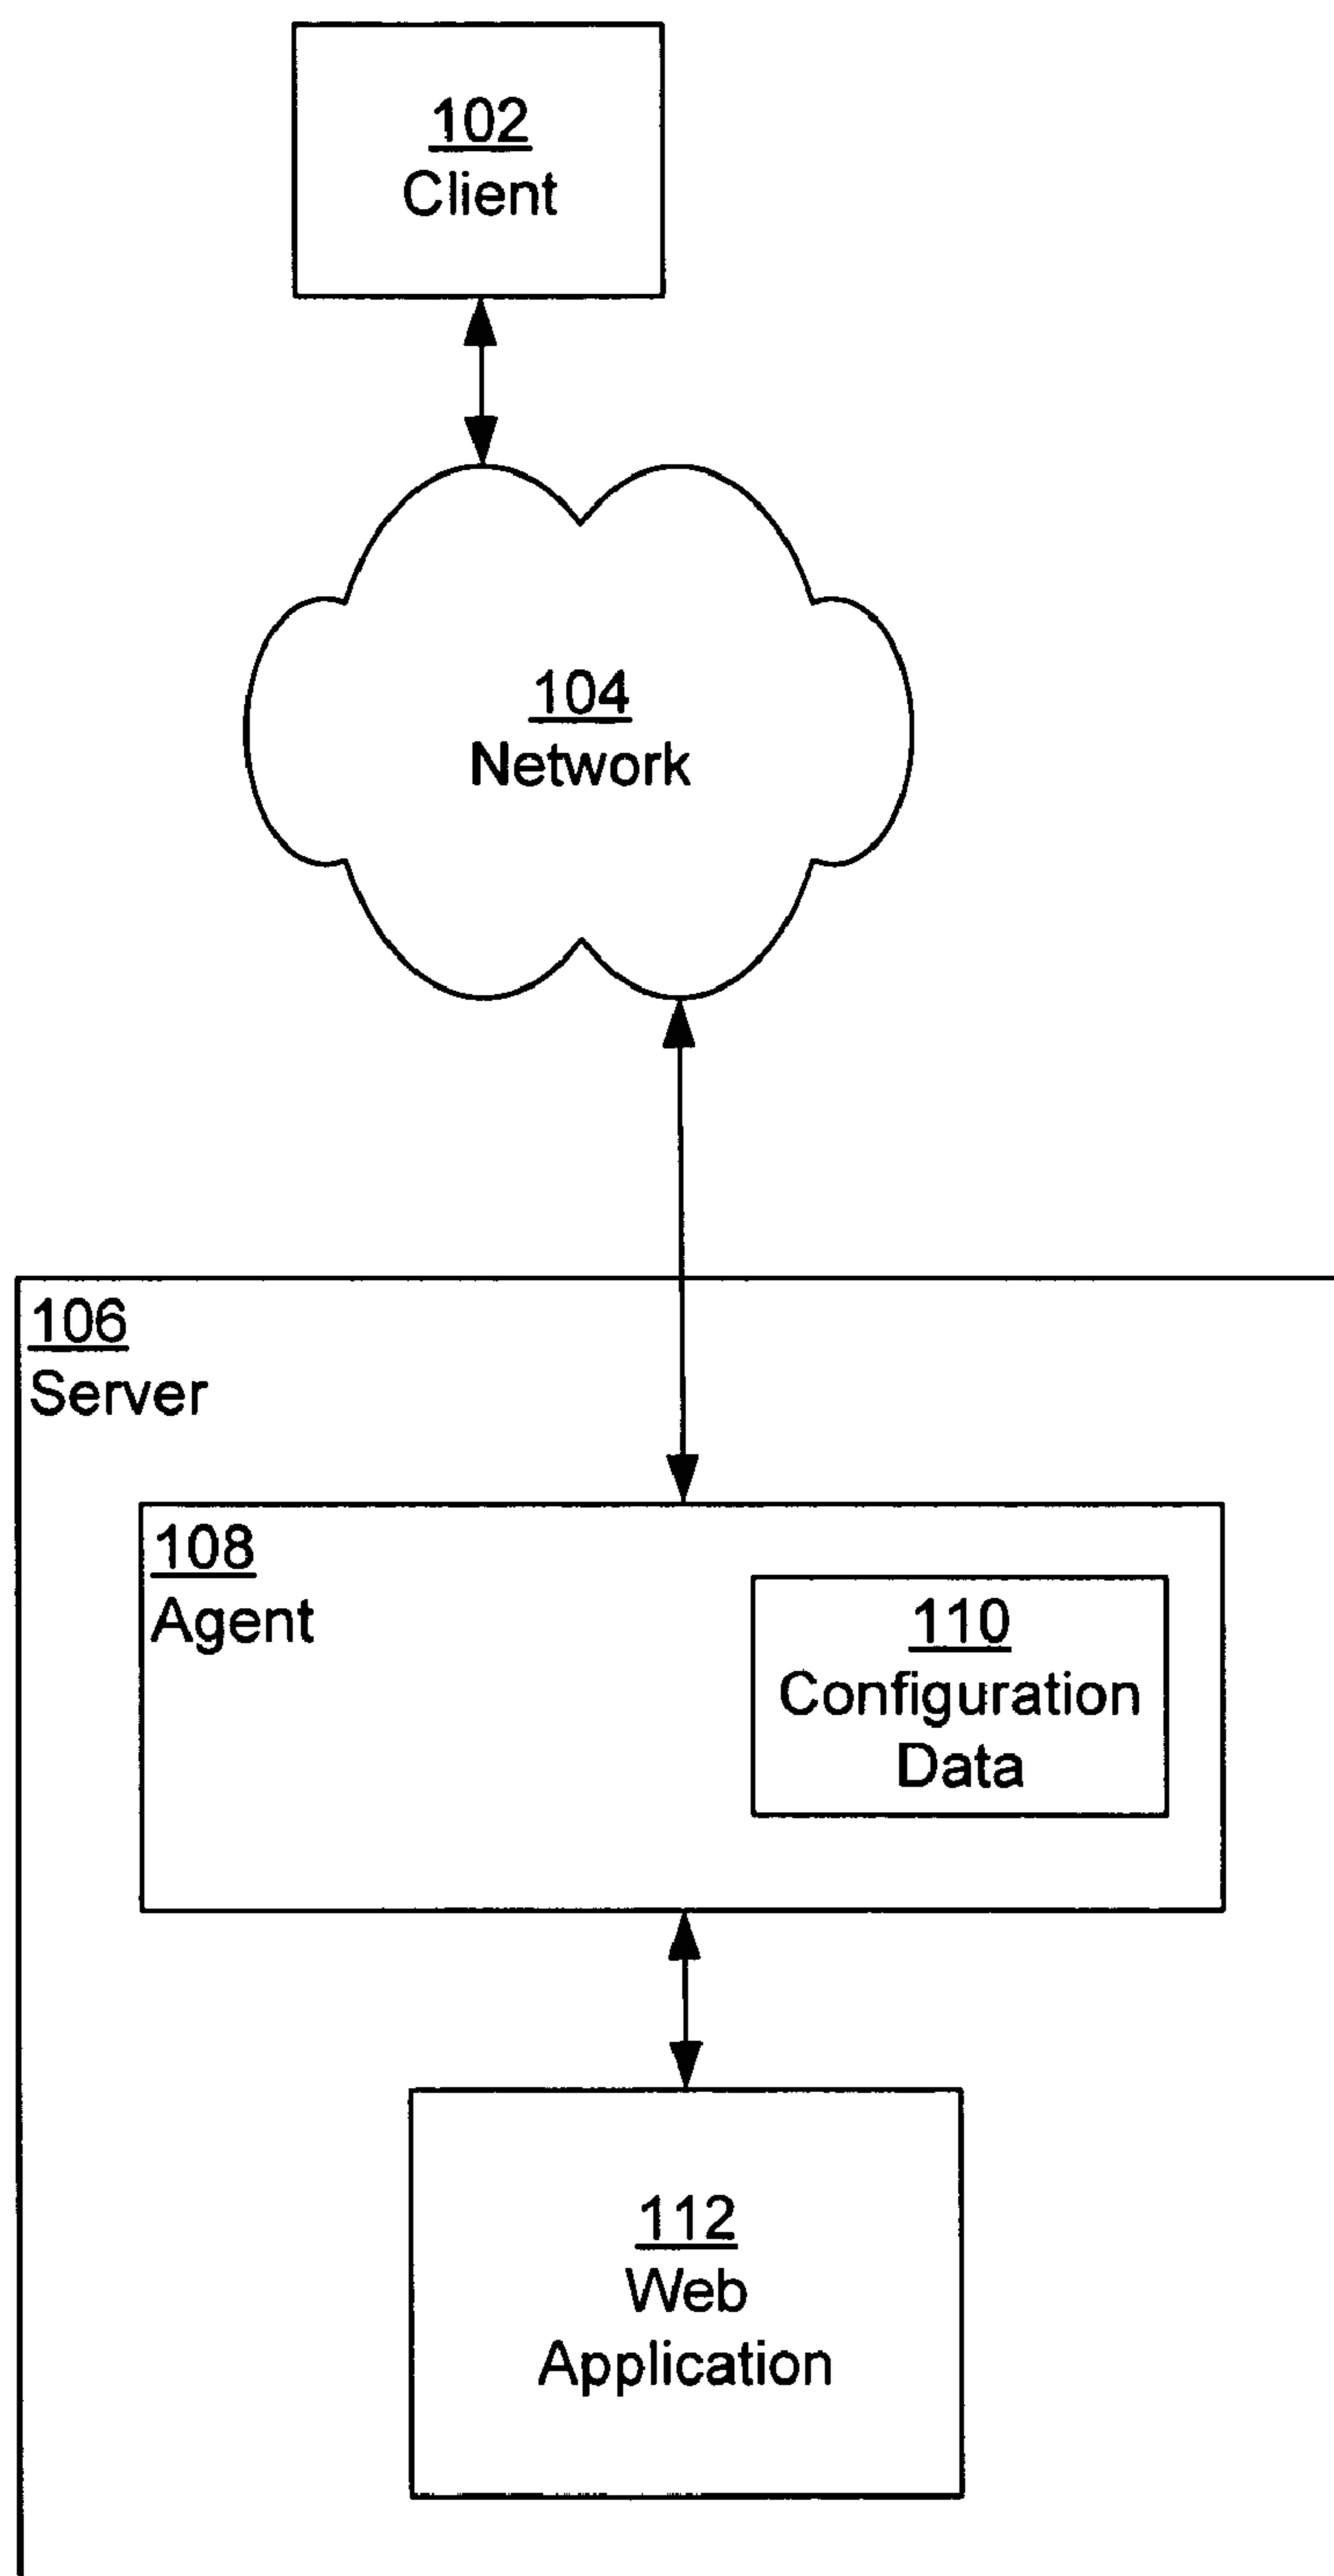 102
Client
104
Network
106
Server
108
Agent
110
Configuration
Data
112
Web
Application